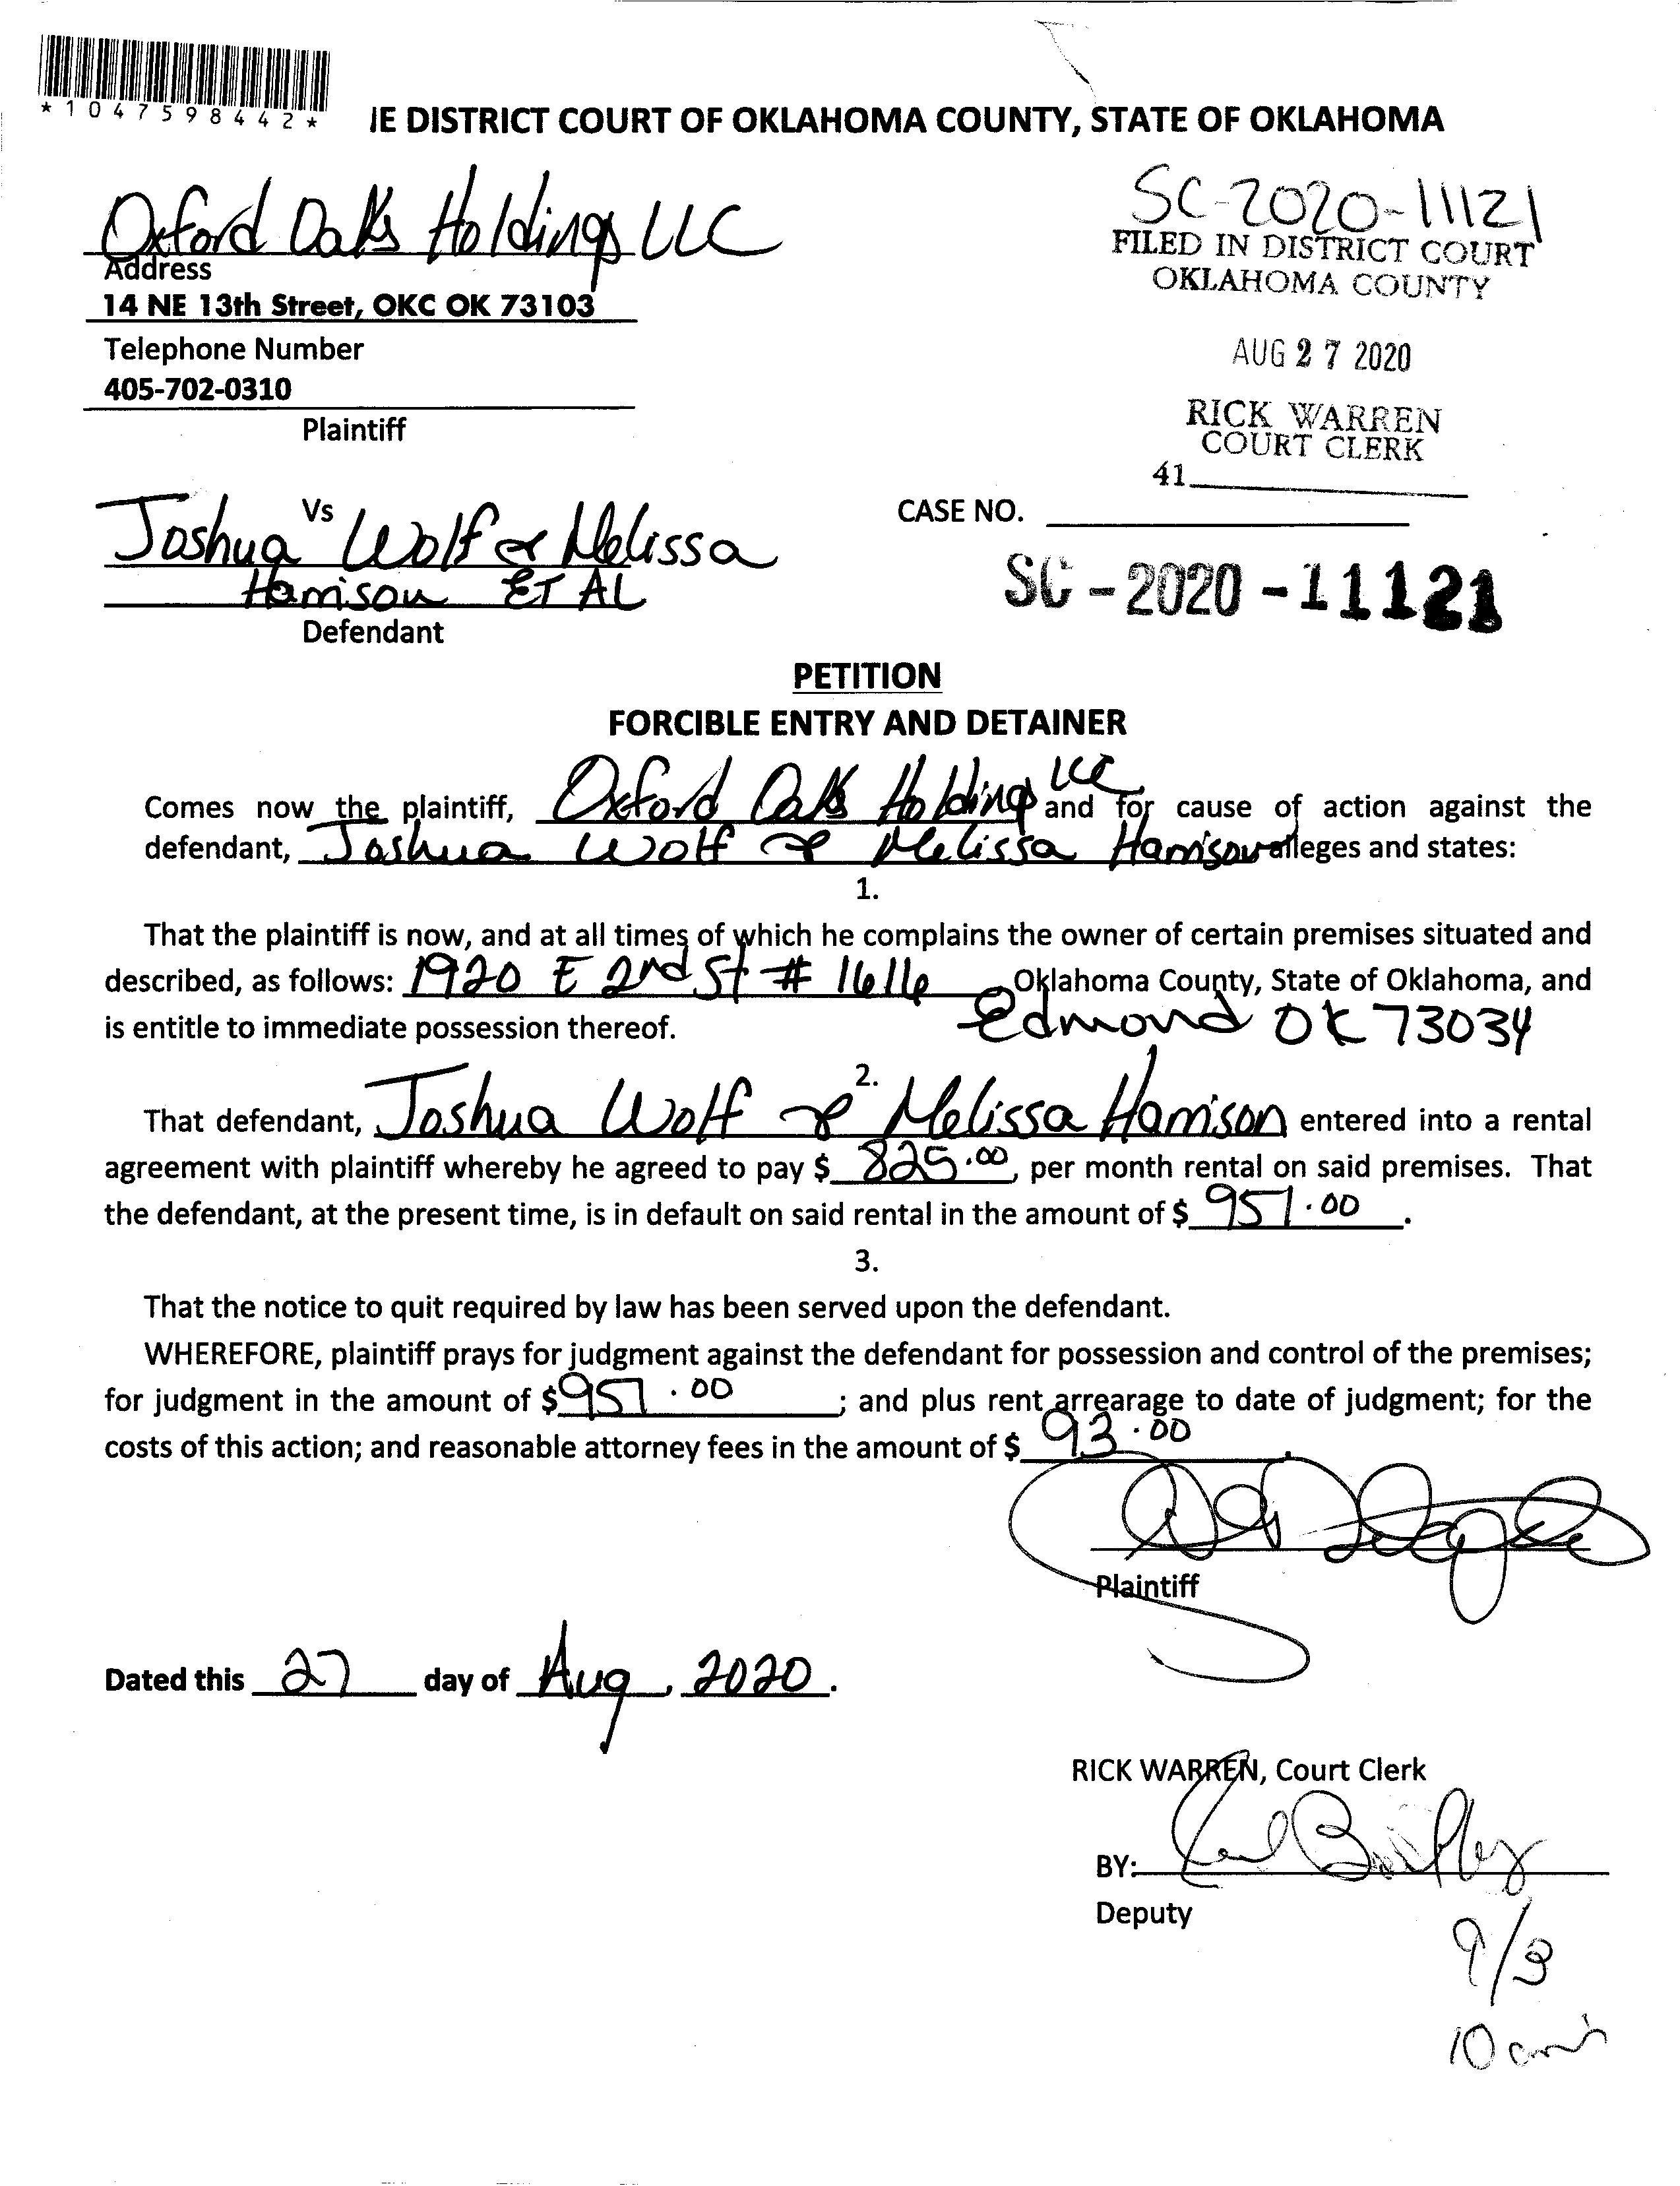 *1047598442*
IE DISTRICT COURT OF OKLAHOMA COUNTY, STATE OF OKLAHOMA
Oxford Oaks Holdings LLC
Address
14 NE 13th Street, OKC OK 73103
Telephone Number
405-702-0310
Plaintiff
SC-2020-11121
FILED IN DISTRICT COURT
OKLAHOMA COUNTY
AUG 27 2020
RICK WARREN
COURT CLERK
41
Vs
Joshua Wolf & Melissa
Harrison ET AL
Defendant
CASE NO.
SC-2020-11121
PETITION
FORCIBLE ENTRY AND DETAINER
Comes now the plaintiff, Oxford Oaks Holdings LLC and for cause of action against the
defendant, Joshua Wolf & Melissa Harrison alleges and states:
1.
That the plaintiff is now, and at all times of which he complains the owner of certain premises situated and
described, as follows: 1920 E 2nd St # 1616 Oklahoma County, State of Oklahoma, and
is entitle to immediate possession thereof. Edmond OK 73034
2.
That defendant, Joshua Wolf & Melissa Harrison entered into a rental
agreement with plaintiff whereby he agreed to pay $ 825.00, per month rental on said premises. That
the defendant, at the present time, is in default on said rental in the amount of $ 951.00.
3.
That the notice to quit required by law has been served upon the defendant.
WHEREFORE, plaintiff prays for judgment against the defendant for possession and control of the premises;
for judgment in the amount of $ 951.00; and plus rent arrearage to date of judgment; for the
costs of this action; and reasonable attorney fees in the amount of $ 93.00.
Plaintiff
Dated this 27 day of Aug, 2020.
RICK WARREN, Court Clerk
BY:
Deputy
9/3
10 am